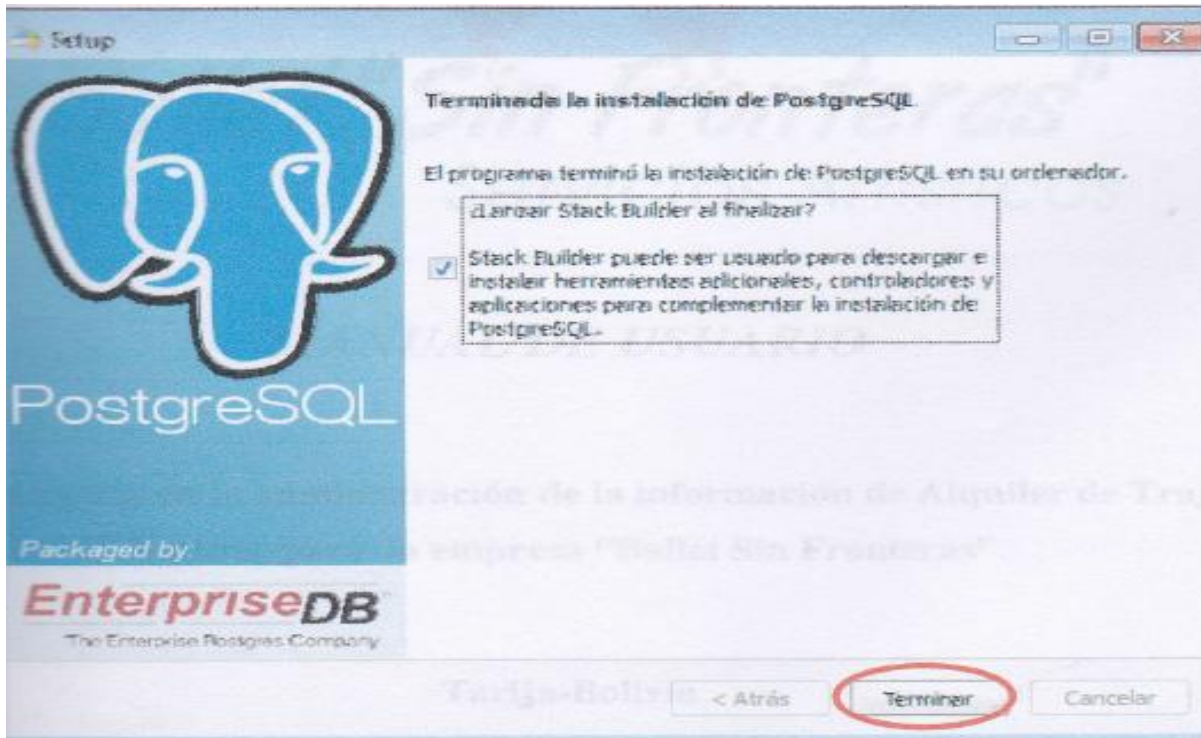 Setup
Terminada la instalación de PostgreSQL.
El programa terminó la instalación de PostgreSQL en su ordenador.
¿Lanzar Stack Builder al finalizar?
Stack Builder puede ser usado para descargar e
instalar herramientas adicionales, controladores y
aplicaciones para complementar la instalación de
PostgreSQL.
PostgreSQL
Packaged by:
EnterpriseDB
The Enterprise Postgres Company
< Atrás
Terminar
Cancelar
"Sin Fronteras"
MANUAL DE USUARIO
administración de la información de Alquiler de
empresa "Ballet Sin Fronteras"
Tarija-Bolivia